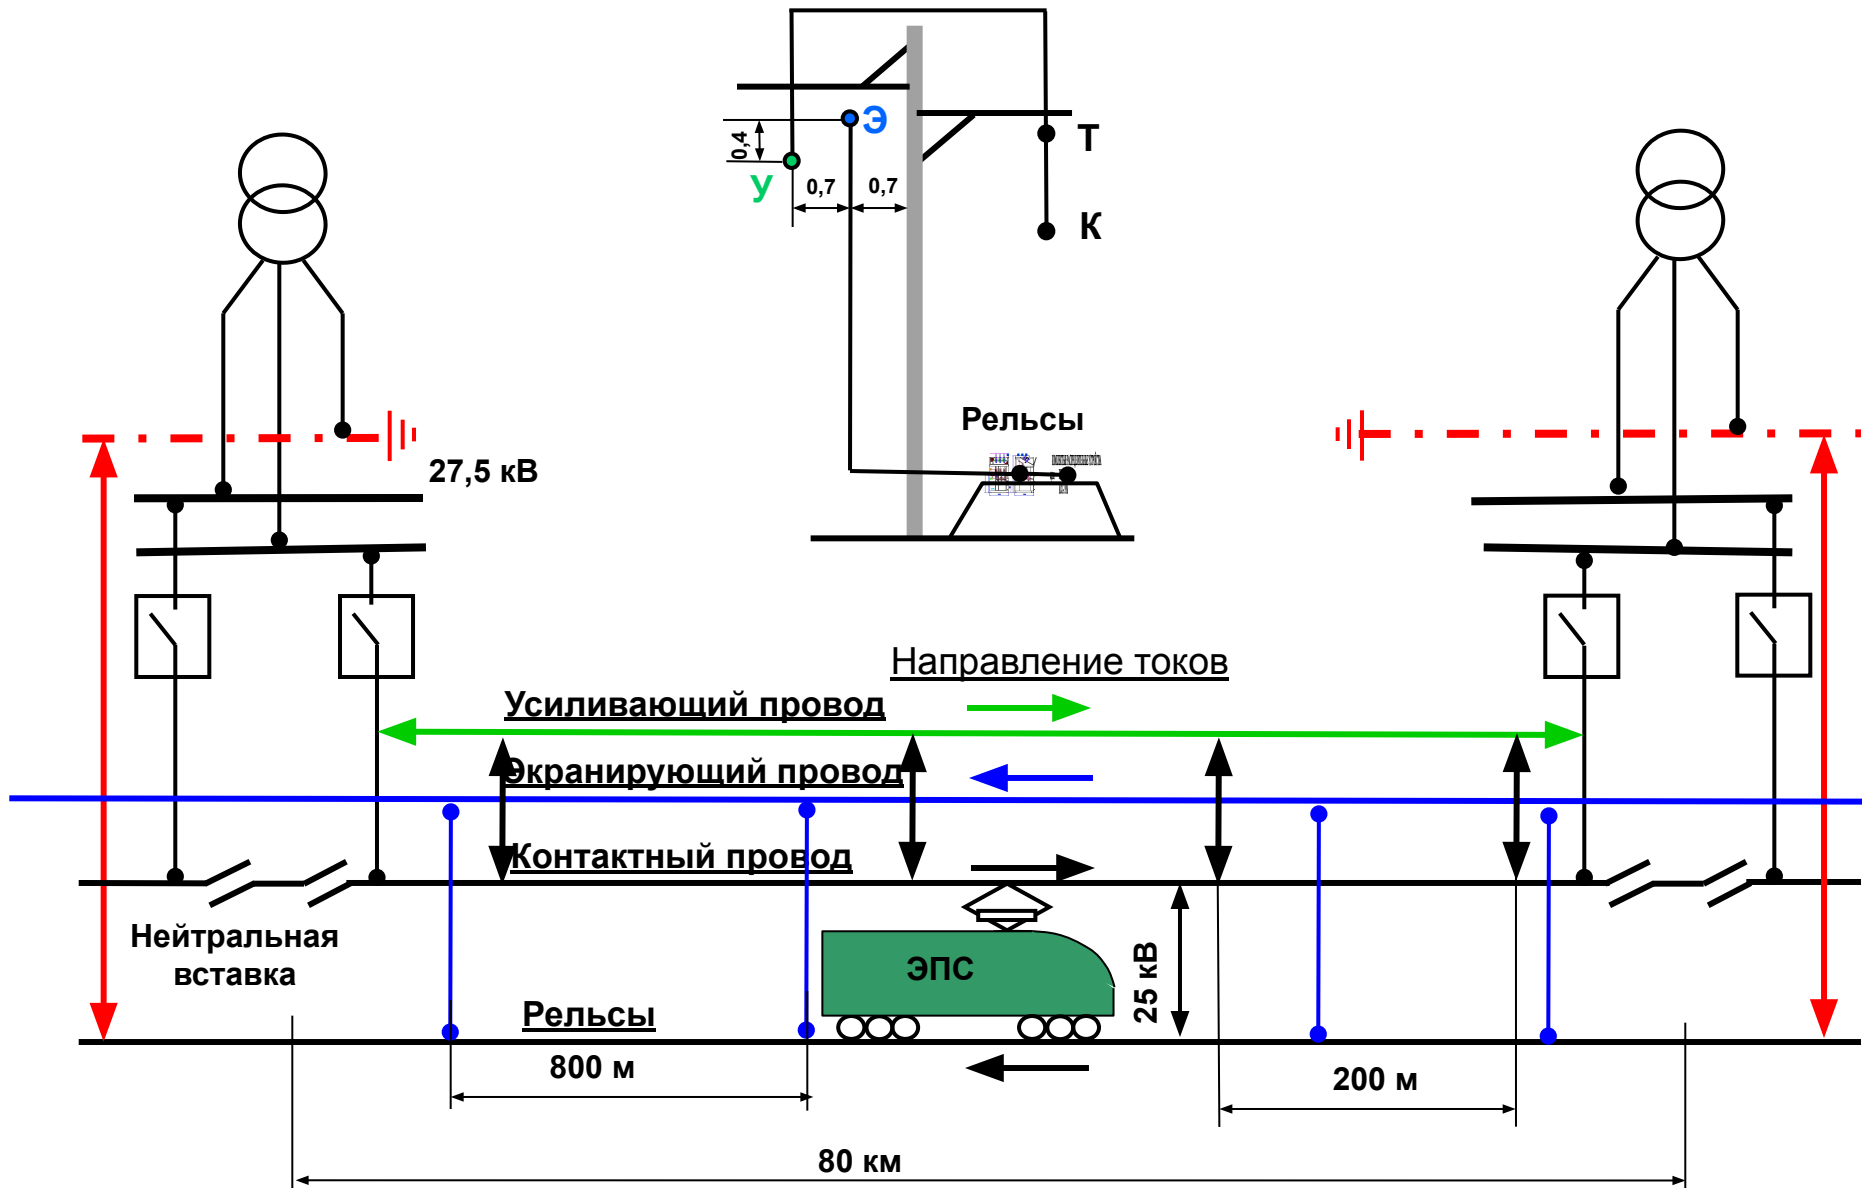 Э
0,4
Т
У
0,7
0,7
К
Рельсы
27,5 кВ
Направление токов
Усиливающий провод
Экранирующий провод
Контактный провод
Нейтральная
вставка
ЭПС
25 кВ
Рельсы
800 м
200 м
80 км